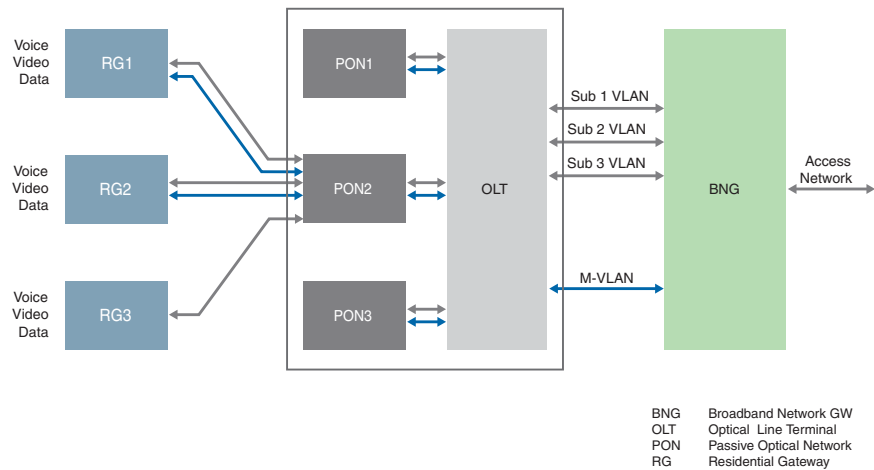 Voice
Video
Data
RG1
PON1
Sub 1 VLAN
Sub 2 VLAN
Sub 3 VLAN
Voice
Video
Data
RG2
PON2
OLT
BNG
Access
Network
M-VLAN
Voice
Video
Data
RG3
PON3
BNG Broadband Network GW
OLT Optical Line Terminal
PON Passive Optical Network
RG Residential Gateway